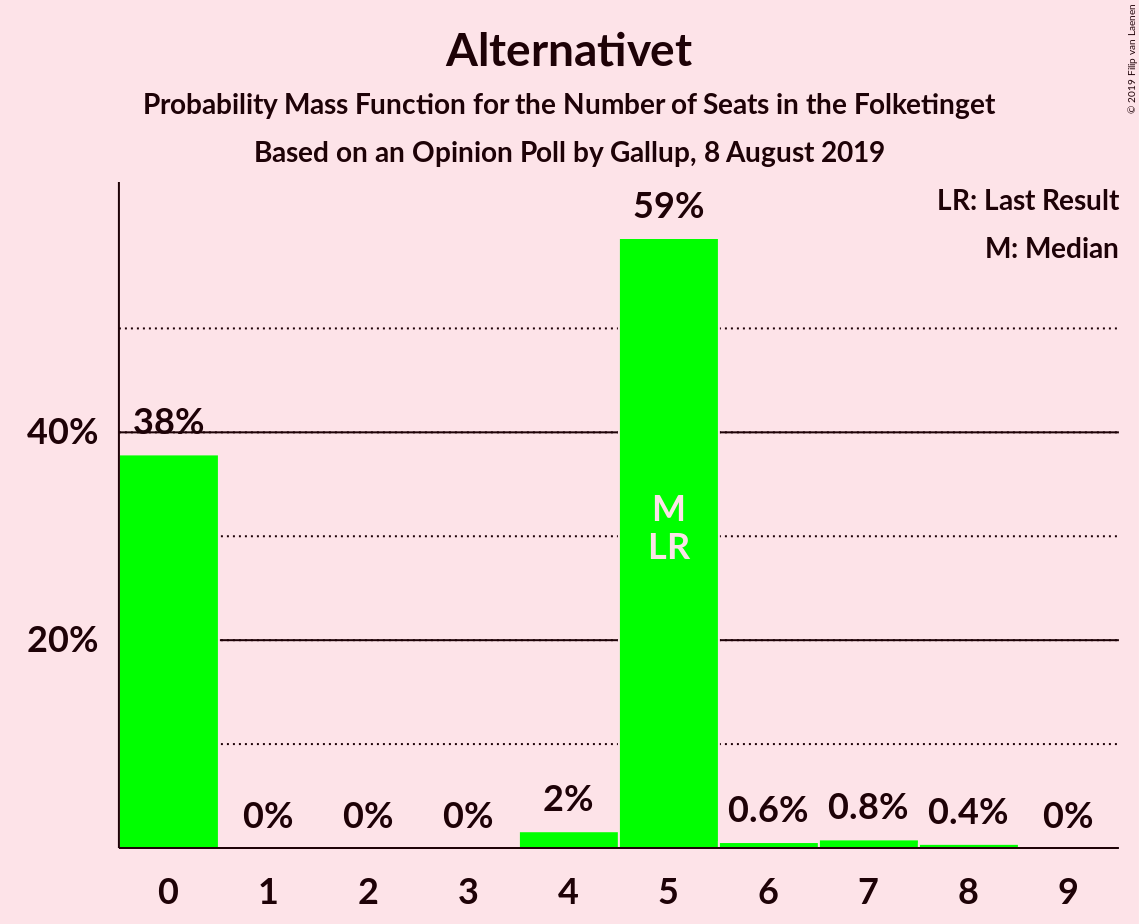 Alternativet
Probability Mass Function for the Number of Seats in the Folketinget
Based on an Opinion Poll by Gallup, 8 August 2019
© 2019 Filip van Laenen
LR: Last Result
M: Median
59%
38%
40%
M
LR
20%
0%
0%
0%
2%
0.6%
0.8%
0.4%
0%
0
1
2
3
4
5
6
7
8
9